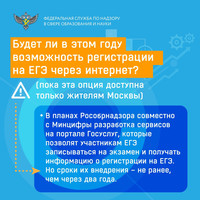 ФЕДЕРАЛЬНАЯ СЛУЖБА ПО НАДЗОРУ
В СФЕРЕ ОБРАЗОВАНИЯ И НАУКИ
Будет ли в этом году
возможность регистрации
на ЕГЭ через интернет?
(пока эта опция доступна
только жителям Москвы)
• В планах Рособрнадзора совместно
с Минцифры разработка сервисов
на портале Госуслуг, которые
позволят участникам ЕГЭ
записываться на экзамен и получать
информацию о регистрации на ЕГЭ.
Но сроки их внедрения – не ранее,
чем через два года.